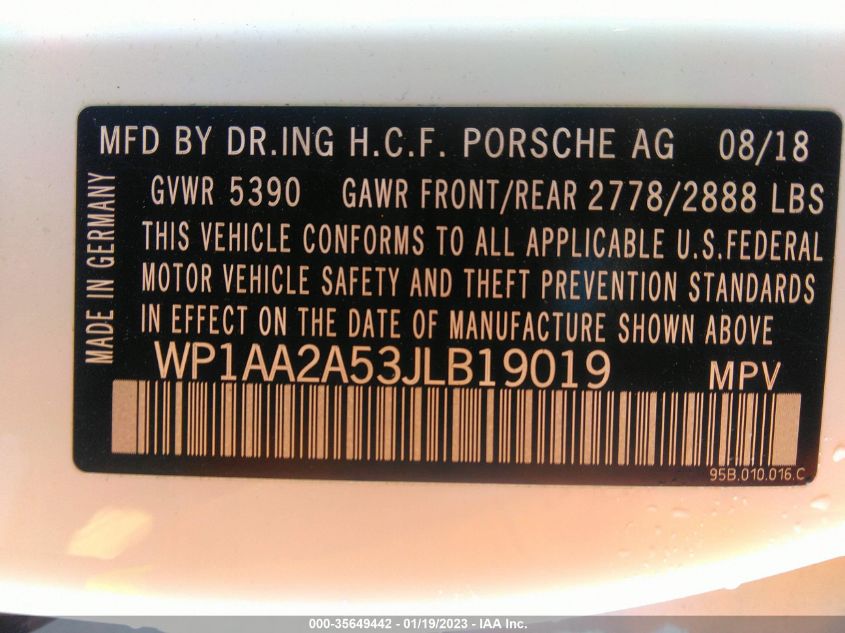 MFD BY DR.ING H.C.F. PORSCHE AG 08/18
GVWR 5390 GAWR FRONT/REAR 2778/2888 LBS
THIS VEHICLE CONFORMS TO ALL APPLICABLE U.S.FEDERAL
MOTOR VEHICLE SAFETY AND THEFT PREVENTION STANDARDS
IN EFFECT ON THE DATE OF MANUFACTURE SHOWN ABOVE
WP1AA2A53JLB19019 MPV
95B.010.016.C
MADE IN GERMANY
000-35649442 - 01/19/2023 - IAA Inc.